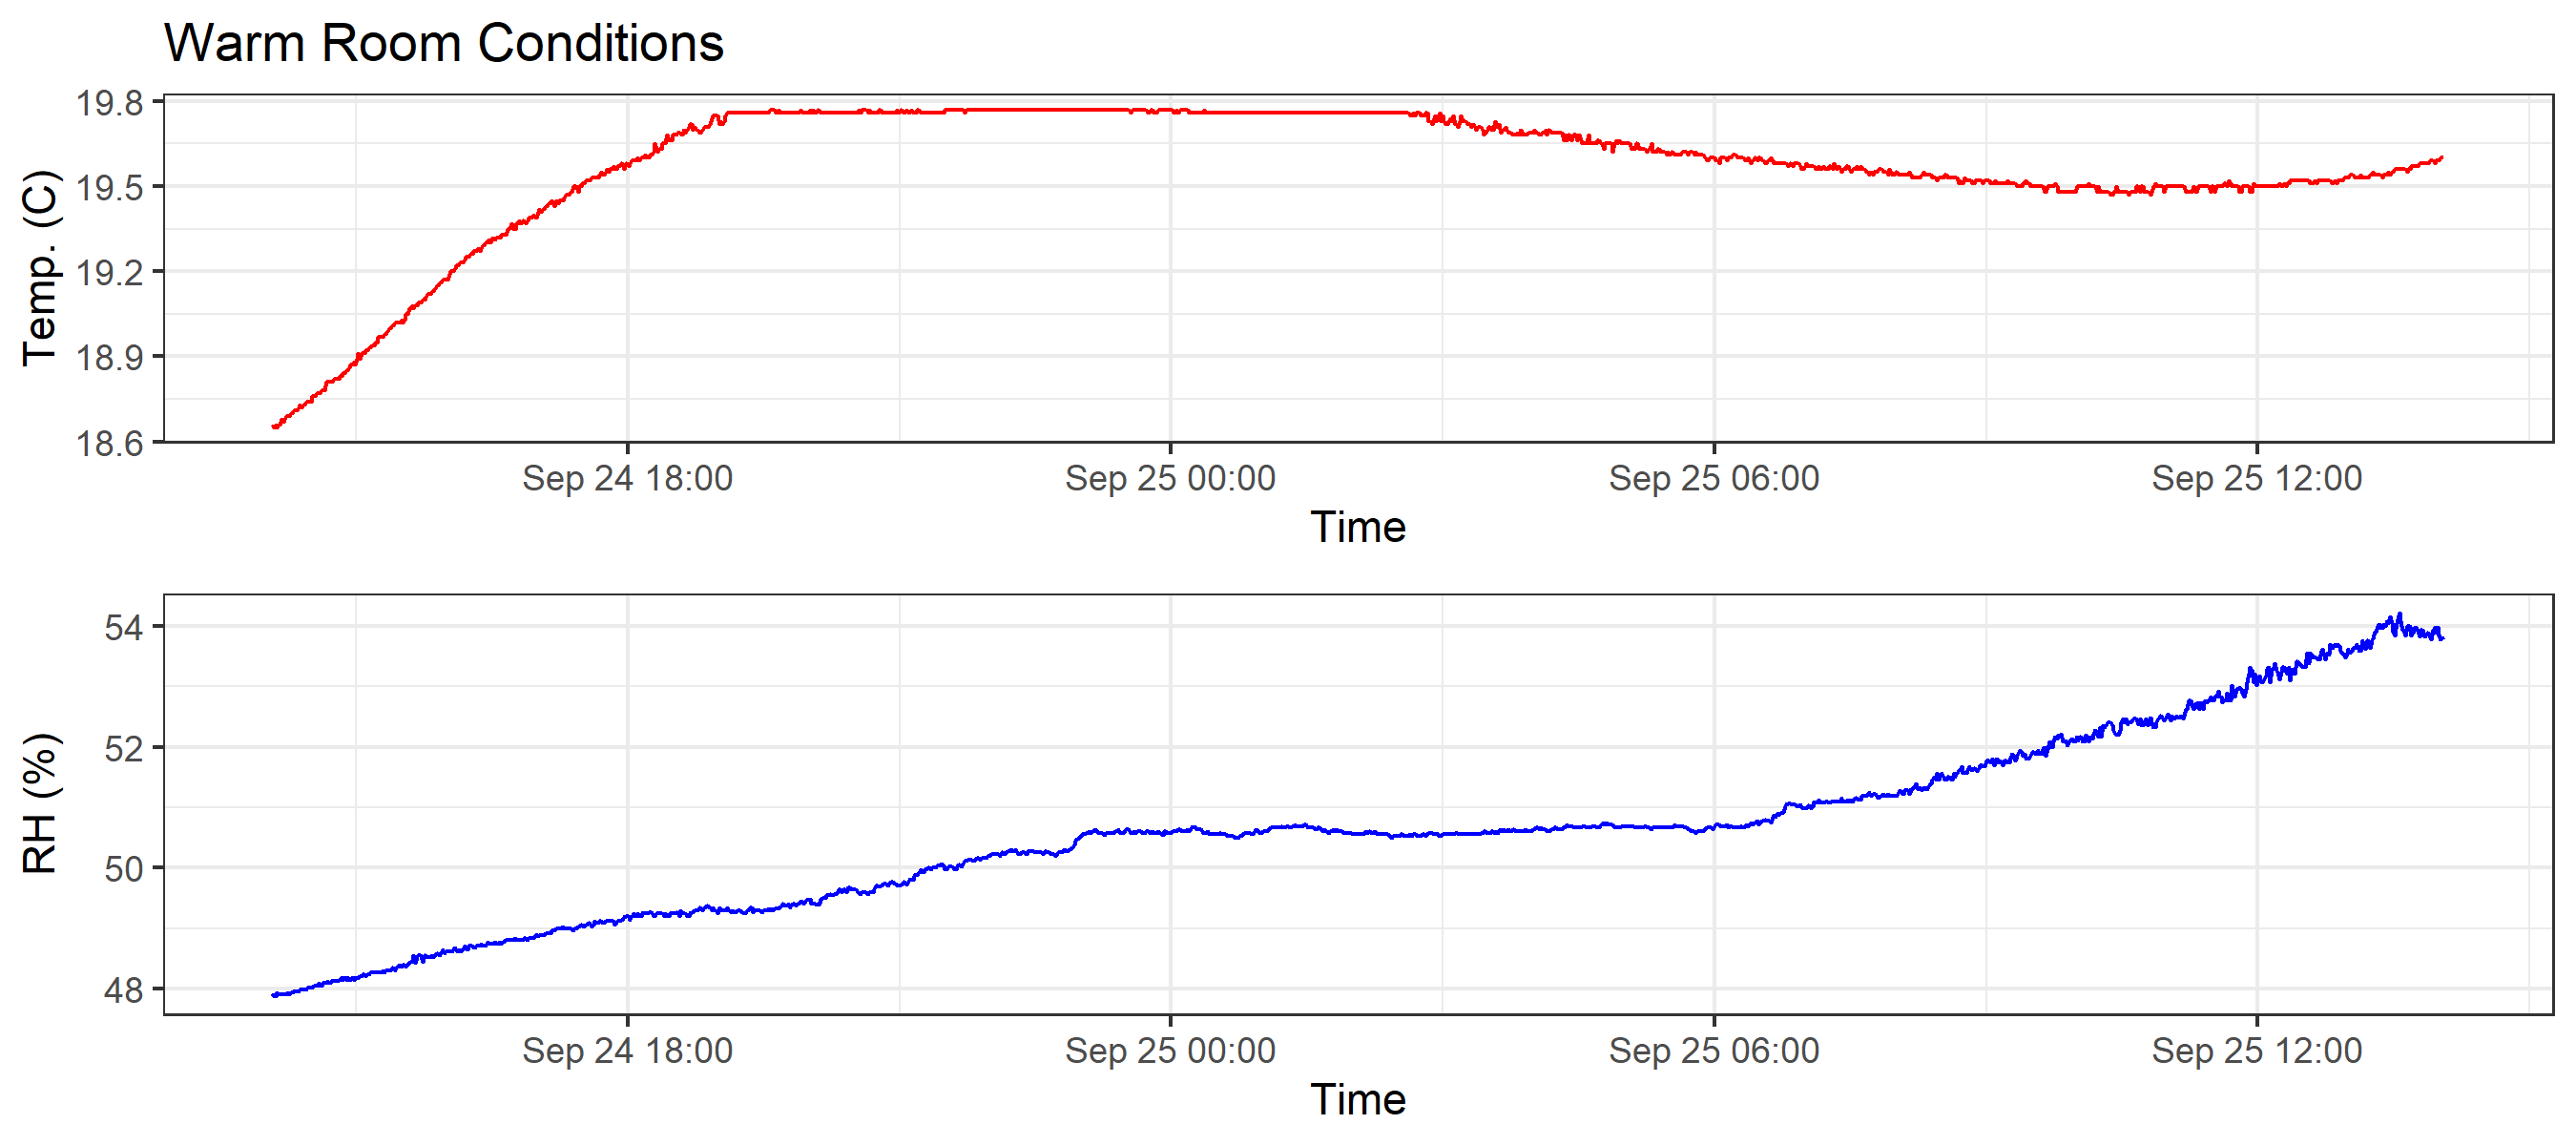 Warm Room Conditions
19.8
19.5
19.2
18.9
18.6
Temp. (C)
Sep 24 18:00 Sep 25 00:00 Sep 25 06:00 Sep 25 12:00
Time
54
52
50
48
RH (%)
Sep 24 18:00 Sep 25 00:00 Sep 25 06:00 Sep 25 12:00
Time